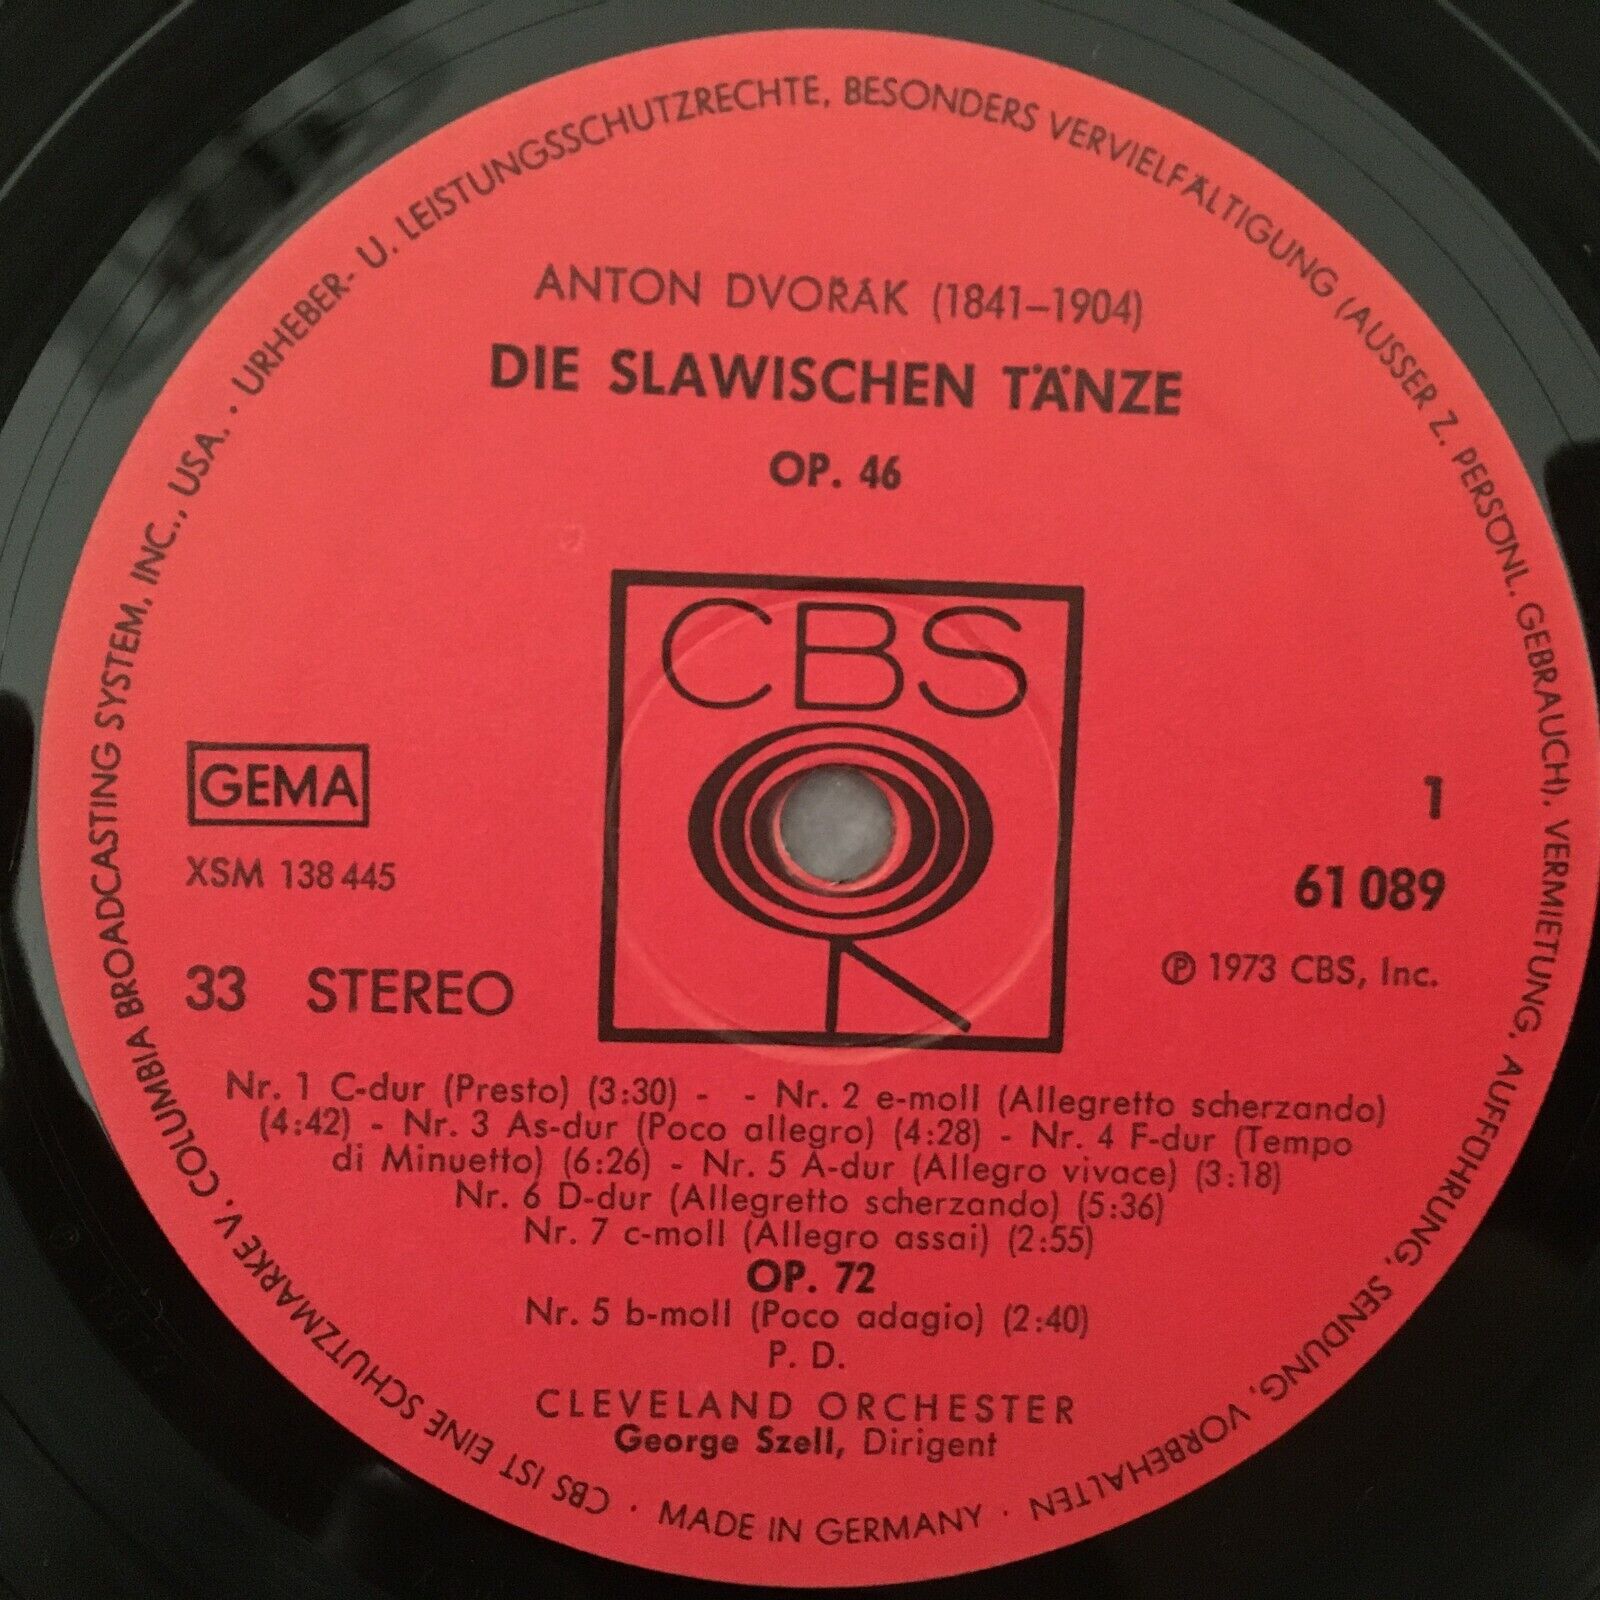 URHEBER- U. LEISTUNGSSCHUTZRECHTE, BESONDERS VERVIELFÄLTIGUNG (AUSSER Z. PERSÖNL. GEBRAUCH), VERMIETUNG, AUFFÜHRUNG, SENDUNG, VORBEHALTEN · MADE IN GERMANY · CBS IST EINE SCHUTZMARKE V. COLUMBIA BROADCASTING SYSTEM, INC., USA. ·
ANTON DVOŘÁK (1841–1904)
DIE SLAWISCHEN TÄNZE
OP. 46
CBS
GEMA
XSM 138 445
33 STEREO
1
61 089
℗ 1973 CBS, Inc.
Nr. 1 C-dur (Presto) (3:30) - - Nr. 2 e-moll (Allegretto scherzando)
(4:42) - Nr. 3 As-dur (Poco allegro) (4:28) - Nr. 4 F-dur (Tempo
di Minuetto) (6:26) - Nr. 5 A-dur (Allegro vivace) (3:18)
Nr. 6 D-dur (Allegretto scherzando) (5:36)
Nr. 7 c-moll (Allegro assai) (2:55)
OP. 72
Nr. 5 b-moll (Poco adagio) (2:40)
P. D.
CLEVELAND ORCHESTER
George Szell, Dirigent